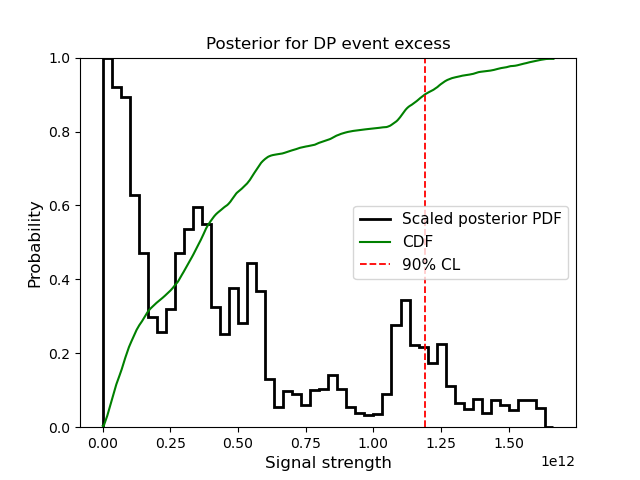 Posterior for DP event excess
1.0
0.8
0.6
0.4
0.2
0.0
Probability
Scaled posterior PDF
CDF
90% CL
0.00 0.25 0.50 0.75 1.00 1.25 1.50
1e12
Signal strength